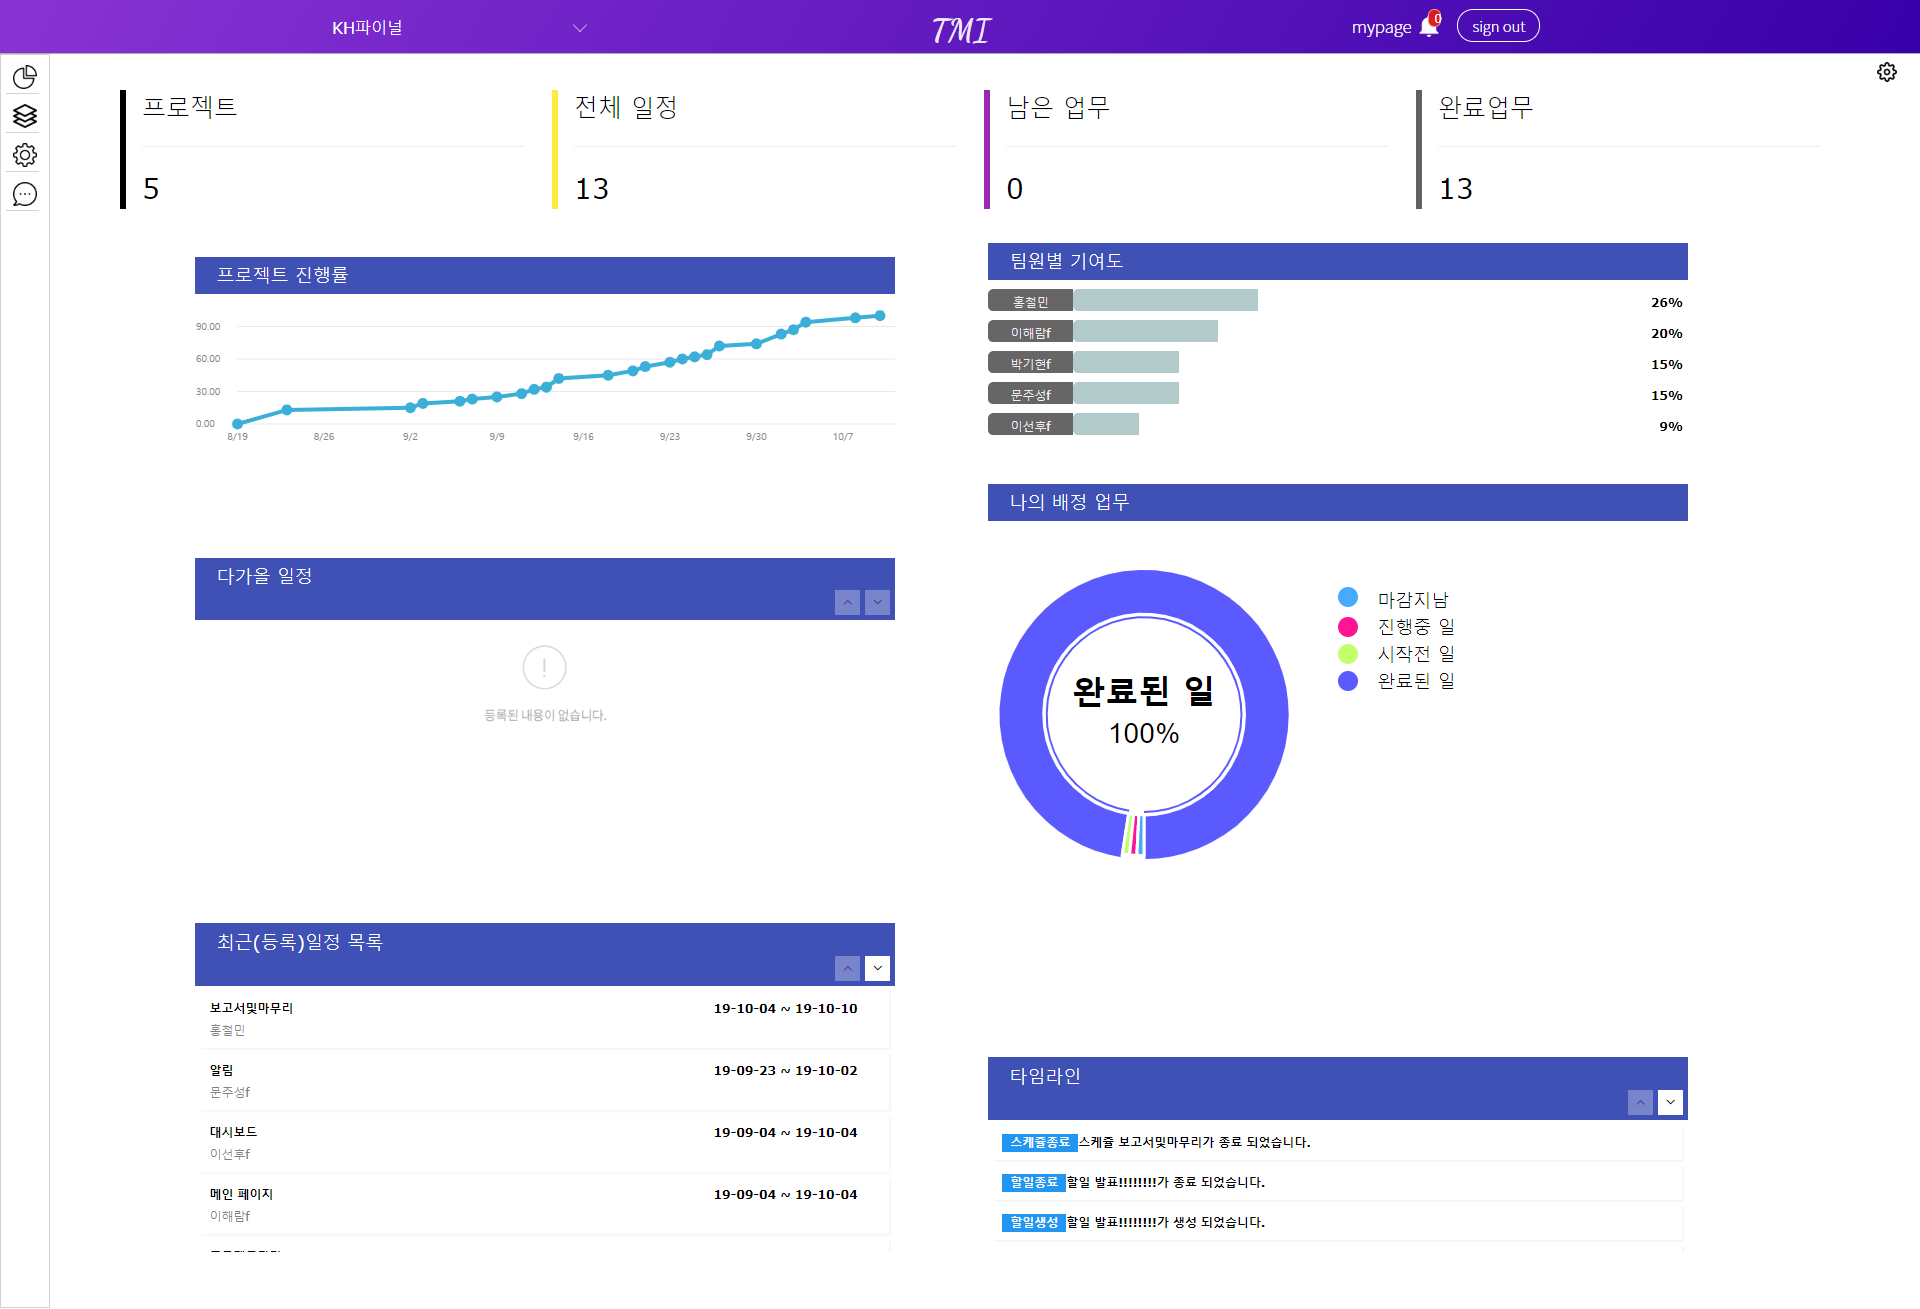 KH파이널
TMI
mypage 0 sign out
프로젝트
5
전체 일정
13
남은 업무
0
완료업무
13
프로젝트 진행률
90.00
60.00
30.00
0.00
8/19 8/26 9/2 9/9 9/16 9/23 9/30 10/7
팀원별 기여도
홍철민 26%
이해람f 20%
박기현f 15%
문주성f 15%
이선후f 9%
다가올 일정
!
등록된 내용이 없습니다.
나의 배정 업무
완료된 일
100%
마감지남
진행중 일
시작전 일
완료된 일
최근(등록)일정 목록
보고서및마무리 19-10-04 ~ 19-10-10
홍철민
알림 19-09-23 ~ 19-10-02
문주성f
대시보드 19-09-04 ~ 19-10-04
이선후f
메인 페이지 19-09-04 ~ 19-10-04
이해람f
타임라인
스케쥴종료 스케쥴 보고서및마무리가 종료 되었습니다.
할일종료 할일 발표!!!!!!!!가 종료 되었습니다.
할일생성 할일 발표!!!!!!!!가 생성 되었습니다.